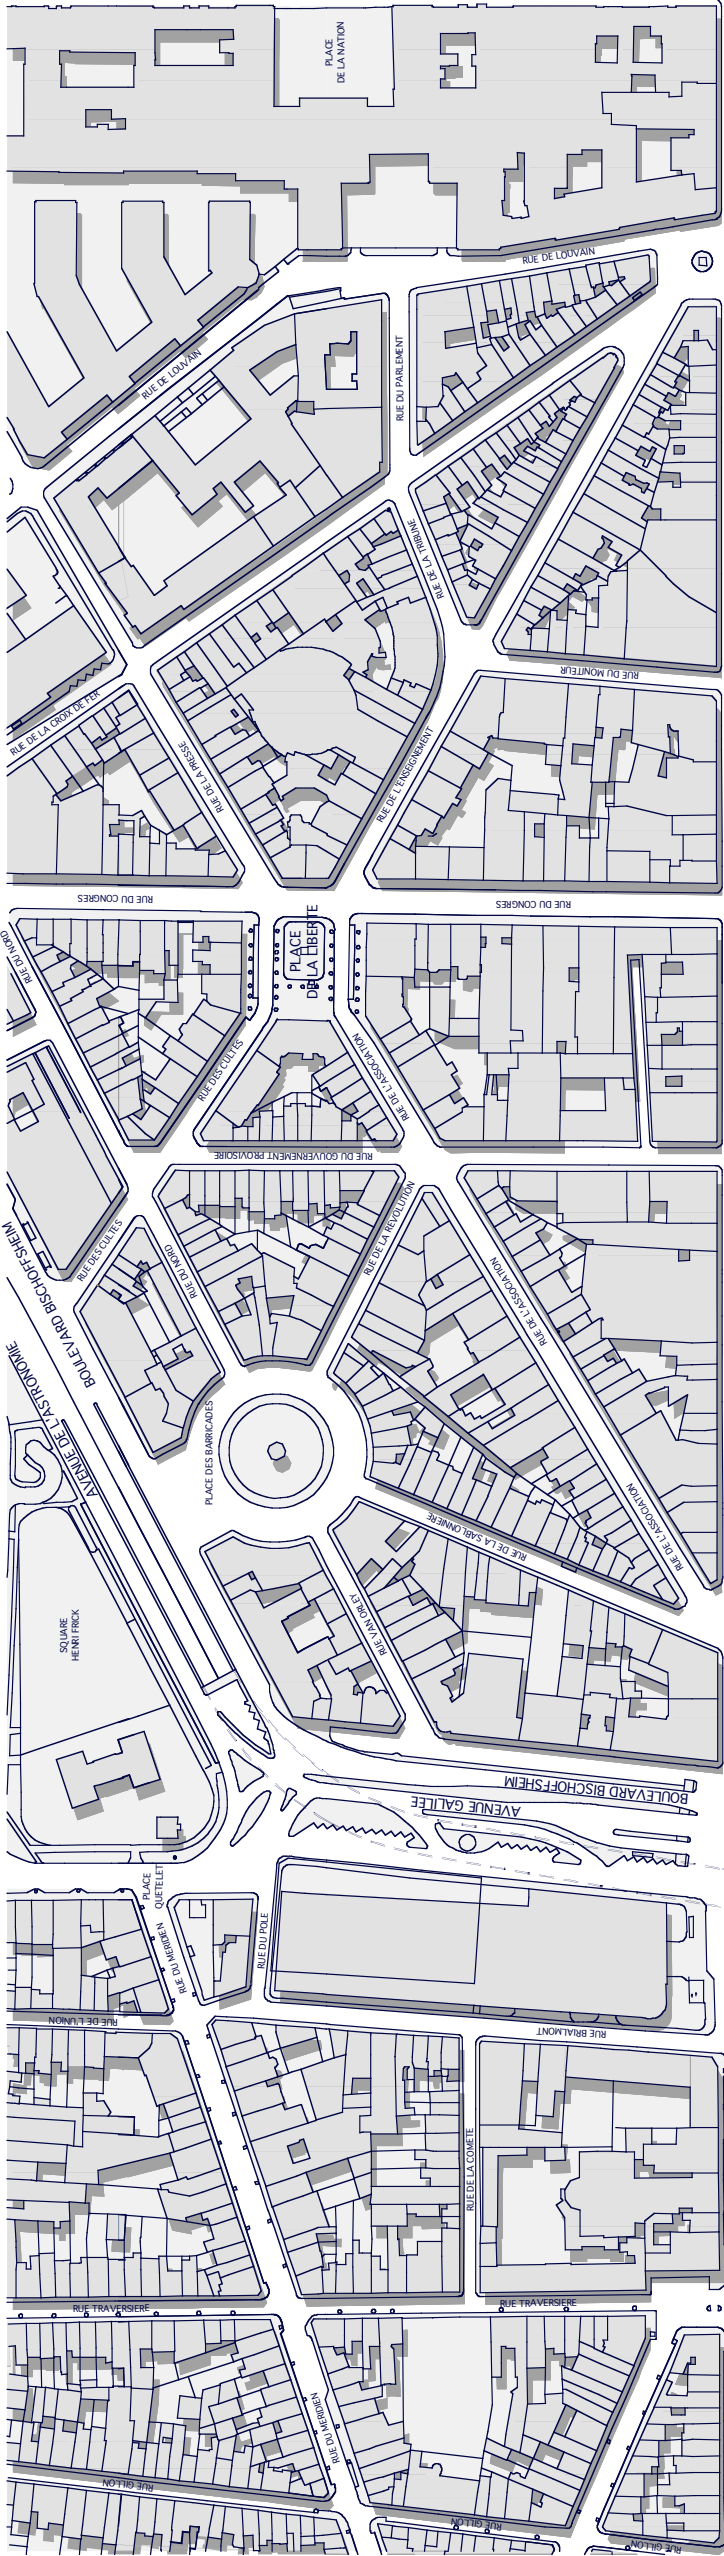 PLACE
DE LA NATION
RUE DE LOUVAIN
RUE DE LOUVAIN
RUE DU PARLEMENT
RUE DE LA TRIBUNE
RUE DU MONITEUR
RUE DE LA CROIX DE FER
RUE DE LA PRESSE
RUE DE L'ENSEIGNEMENT
RUE DU CONGRES
RUE DU CONGRES
RUE DU NORD
PLACE
DE LA LIBERTE
RUE DES CULTES
RUE DE L'ASSOCIATION
RUE DU GOUVERNEMENT PROVISOIRE
RUE DES CULTES
RUE DU NORD
RUE DE LA REVOLUTION
RUE DE L'ASSOCIATION
BOULEVARD BISCHOFFSHEIM
BOULEVARD
AVENUE DE L'ASTRONOMIE
PLACE DES BARRICADES
RUE DE LA SABLONNIERE
RUE DE L'ASSOCIATION
SQUARE
HENRI FRICK
RUE VAN ORLEY
BOULEVARD BISCHOFFSHEIM
AVENUE GALILEE
PLACE
QUETELET
RUE DU MERIDIEN
RUE DU POLE
RUE DE L'UNION
RUE BRIALMONT
RUE DE LA COMETE
RUE TRAVERSIERE
RUE TRAVERSIERE
RUE DU MERIDIEN
RUE GILLON
RUE GILLON
RUE GILLON